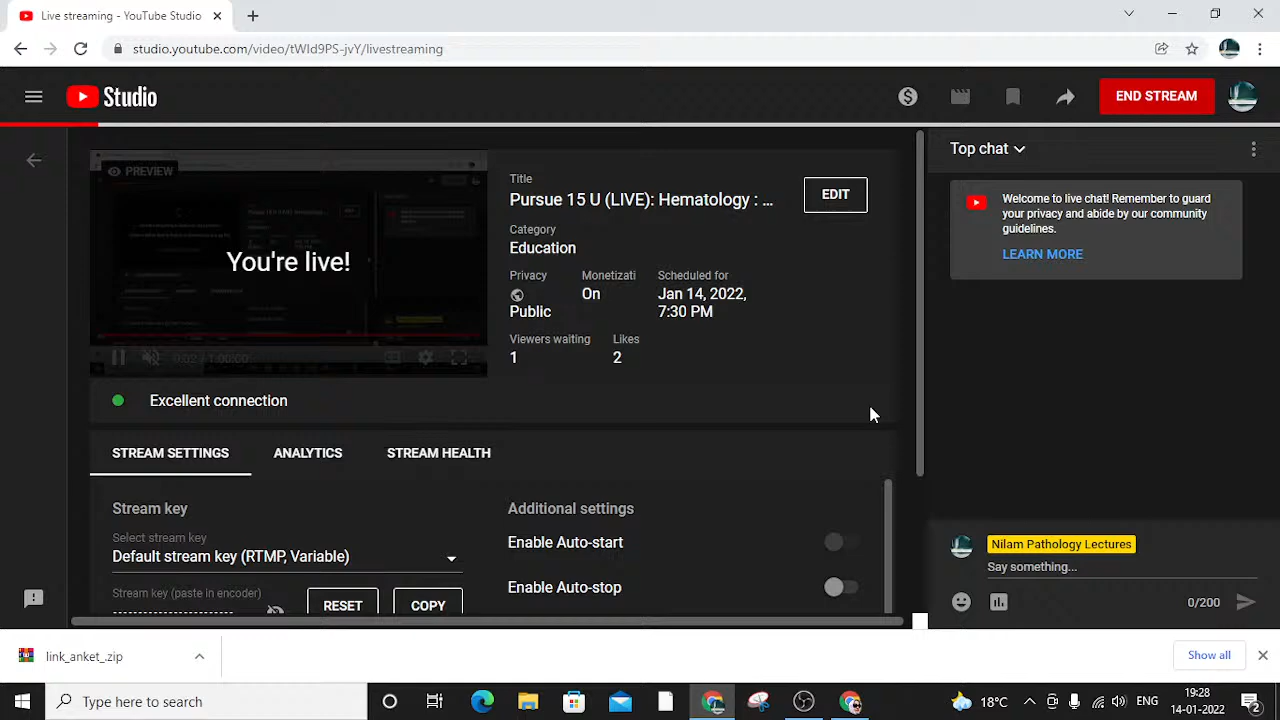 Live streaming - YouTube Studio
studio.youtube.com/video/tWId9PS-jvY/livestreaming
Studio
END STREAM
PREVIEW
You're live!
0:02 / 1:00:00
Title
Pursue 15 U (LIVE): Hematology : ...
EDIT
Category
Education
Privacy
Public
Monetizati
On
Scheduled for
Jan 14, 2022,
7:30 PM
Viewers waiting
1
Likes
2
Excellent connection
STREAM SETTINGS
ANALYTICS
STREAM HEALTH
Stream key
Select stream key
Default stream key (RTMP, Variable)
Stream key (paste in encoder)
RESET
COPY
Additional settings
Enable Auto-start
Enable Auto-stop
Top chat
Welcome to live chat! Remember to guard
your privacy and abide by our community
guidelines.
LEARN MORE
Nilam Pathology Lectures
Say something...
0/200
link_anket_zip
Show all
Type here to search
18°C
ENG
19:28
14-01-2022
2